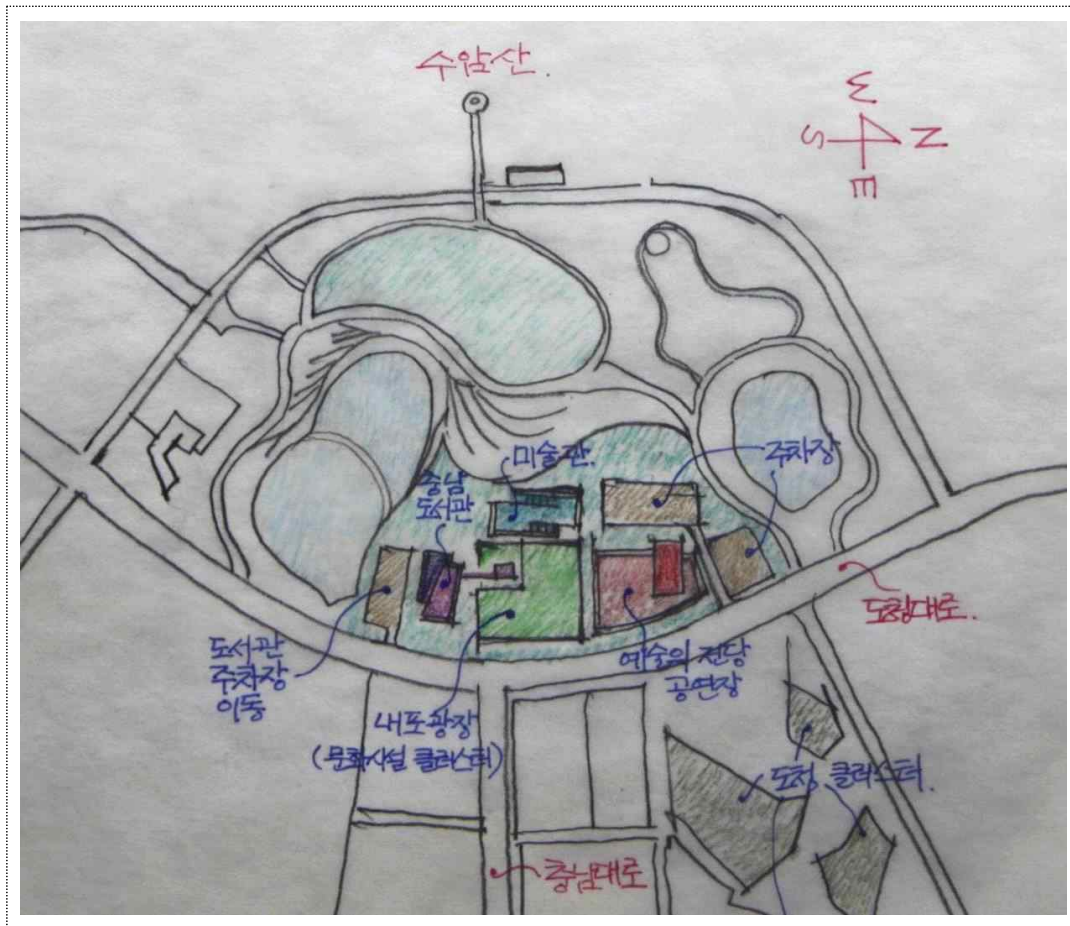 수암산.
W
S N
E
미술관.
주차장
충남
도서관
도청대로.
도서관
주차장
이동
예술의 전당
공연장
내포광장
(문화시설 클러스터)
도청 클러스터.
충남대로